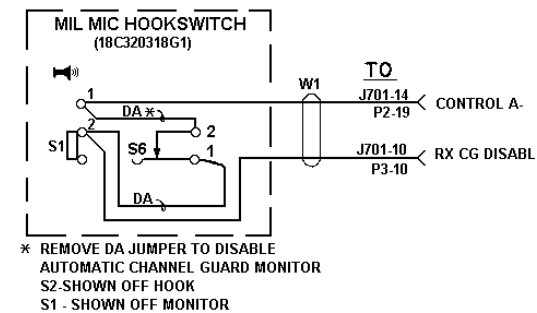 MIL MIC HOOKSWITCH
(18C320318G1)
TO
W1
1
J701-14
CONTROL A-
P2-19
DA *
2
2
S1
S6
1
J701-10
RX CG DISABL
P3-10
DA
* REMOVE DA JUMPER TO DISABLE
AUTOMATIC CHANNEL GUARD MONITOR
S2-SHOWN OFF HOOK
S1 - SHOWN OFF MONITOR